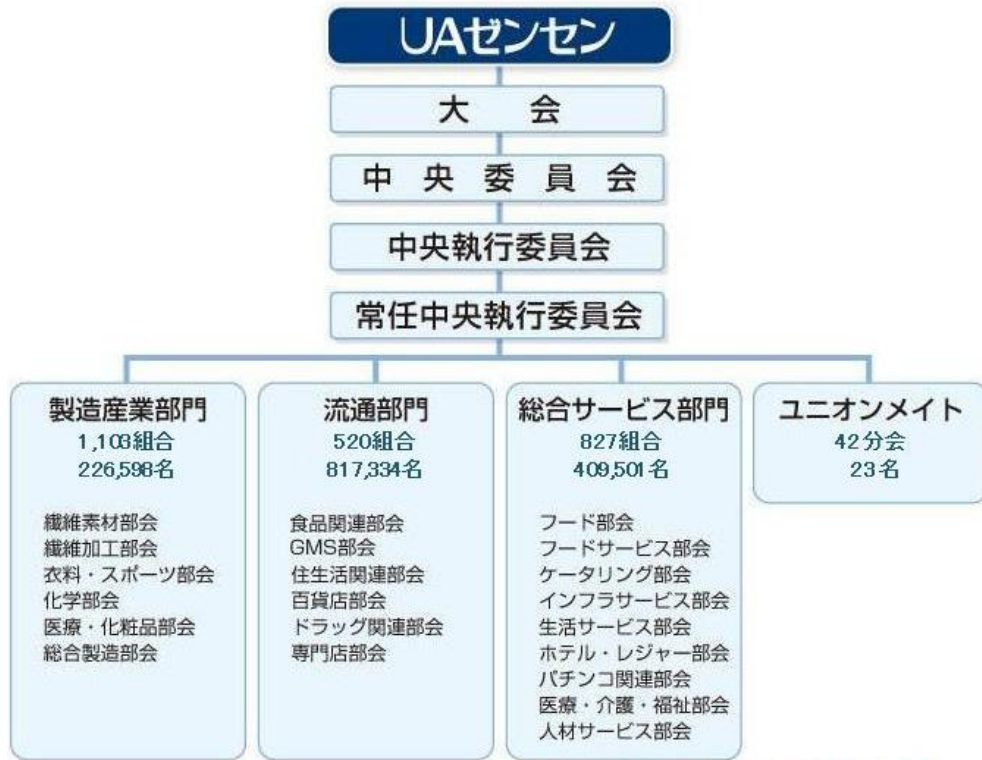 UAゼンセン
大　会
中　央　委　員　会
中央執行委員会
常任中央執行委員会
製造産業部門
1,103組合
226,598名
繊維素材部会
繊維加工部会
衣料・スポーツ部会
化学部会
医療・化粧品部会
総合製造部会
流通部門
520組合
817,334名
食品関連部会
GMS部会
住生活関連部会
百貨店部会
ドラッグ関連部会
専門店部会
総合サービス部門
827組合
409,501名
フード部会
フードサービス部会
ケータリング部会
インフラサービス部会
生活サービス部会
ホテル・レジャー部会
パチンコ関連部会
医療・介護・福祉部会
人材サービス部会
ユニオンメイト
42分会
23名